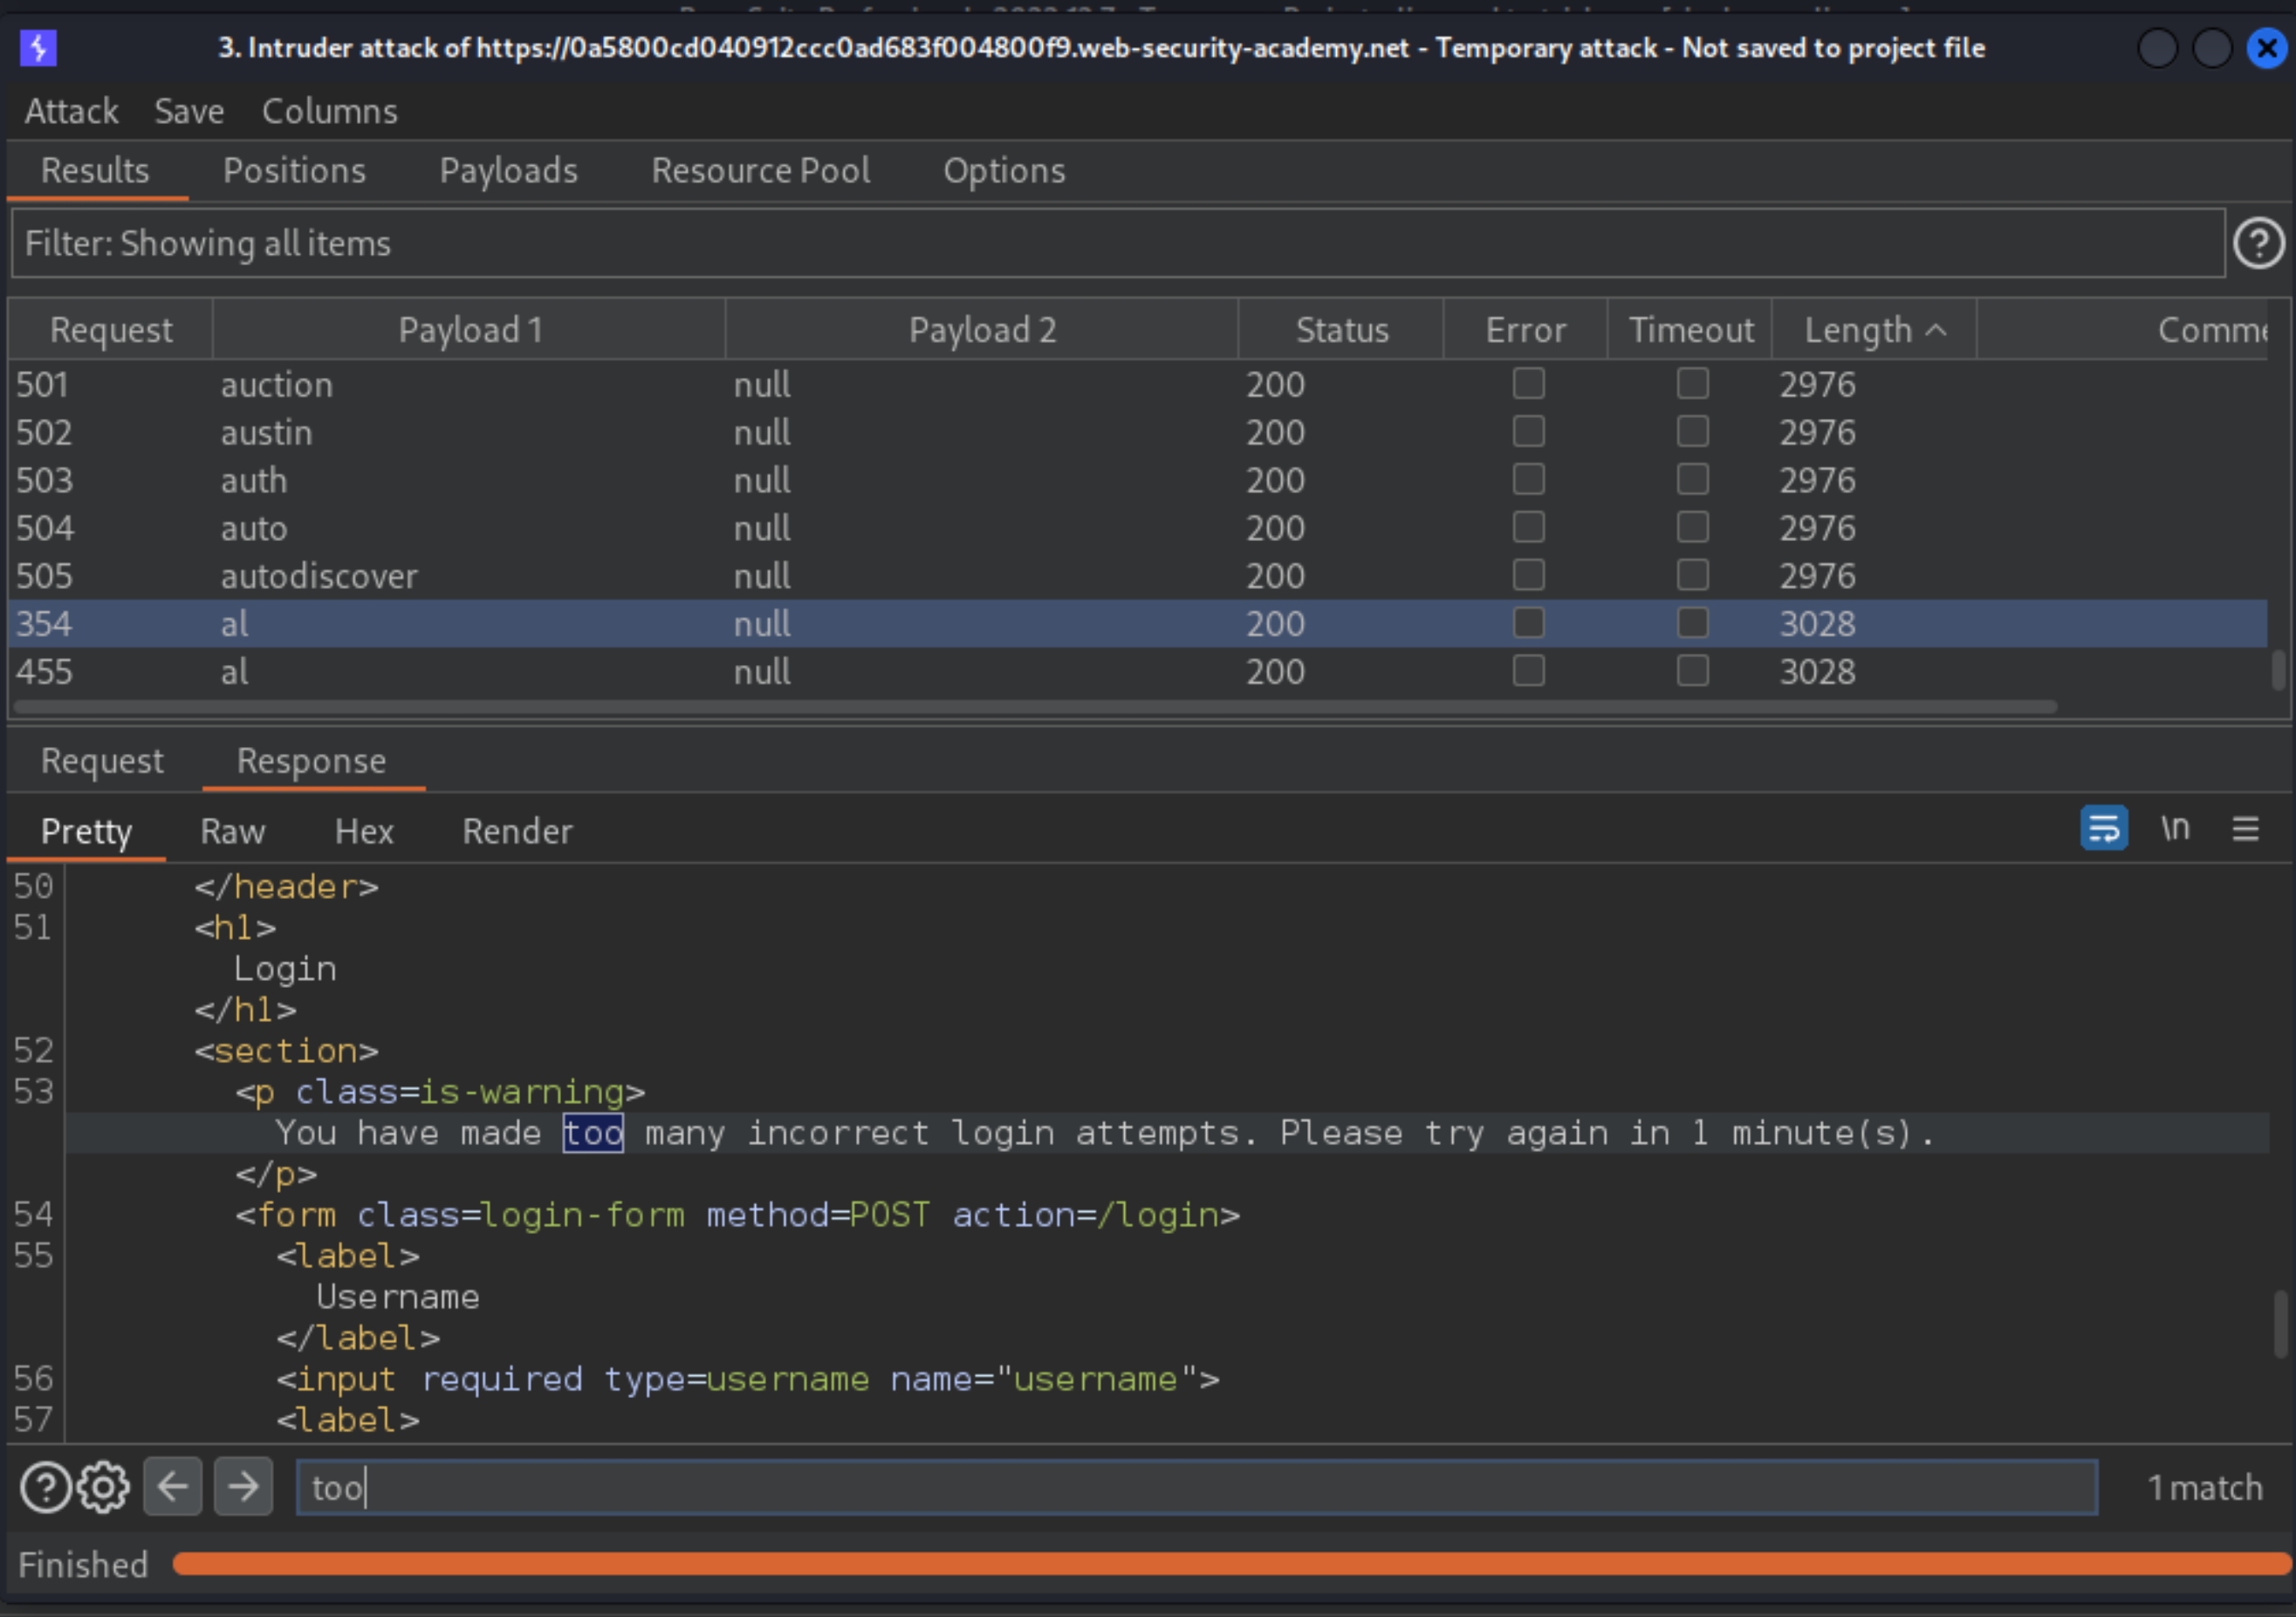 3. Intruder attack of https://0a5800cd040912ccc0ad683f004800f9.web-security-academy.net - Temporary attack - Not saved to project file
Attack Save Columns
Results Positions Payloads Resource Pool Options
Filter: Showing all items
Request Payload 1 Payload 2 Status Error Timeout Length Comme
501 auction null 200 2976
502 austin null 200 2976
503 auth null 200 2976
504 auto null 200 2976
505 autodiscover null 200 2976
354 al null 200 3028
455 al null 200 3028
Request Response
Pretty Raw Hex Render \n
50 </header>
51 <h1>
Login
</h1>
52 <section>
53 <p class=is-warning>
You have made too many incorrect login attempts. Please try again in 1 minute(s).
</p>
54 <form class=login-form method=POST action=/login>
55 <label>
Username
</label>
56 <input required type=username name="username">
57 <label>
too 1 match
Finished